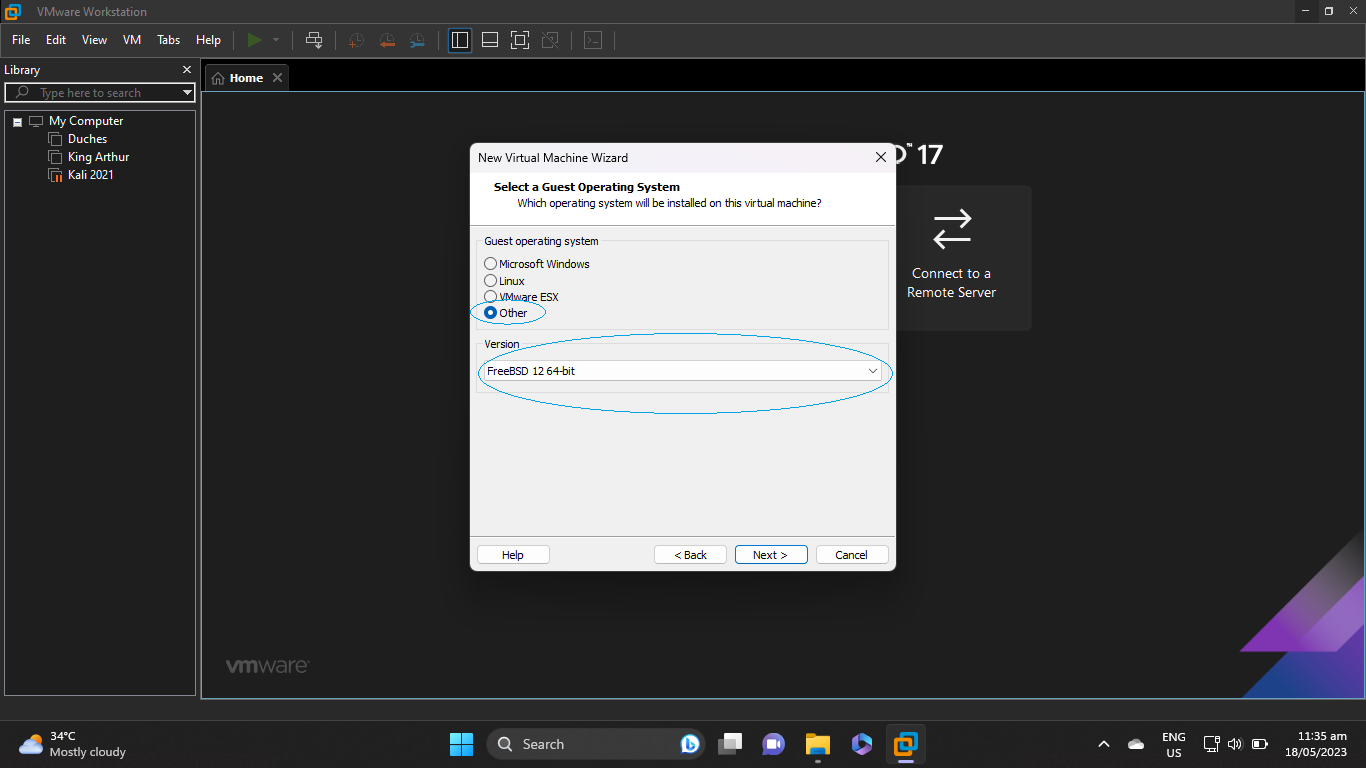 VMware Workstation
File Edit View VM Tabs Help
Library
Type here to search
My Computer
Duches
King Arthur
Kali 2021
Home
™ 17
Connect to a
Remote Server
New Virtual Machine Wizard
Select a Guest Operating System
Which operating system will be installed on this virtual machine?
Guest operating system
Microsoft Windows
Linux
VMware ESX
Other
Version
FreeBSD 12 64-bit
Help < Back Next > Cancel
vmware
34°C
Mostly cloudy
Search
ENG
US
11:35 am
18/05/2023